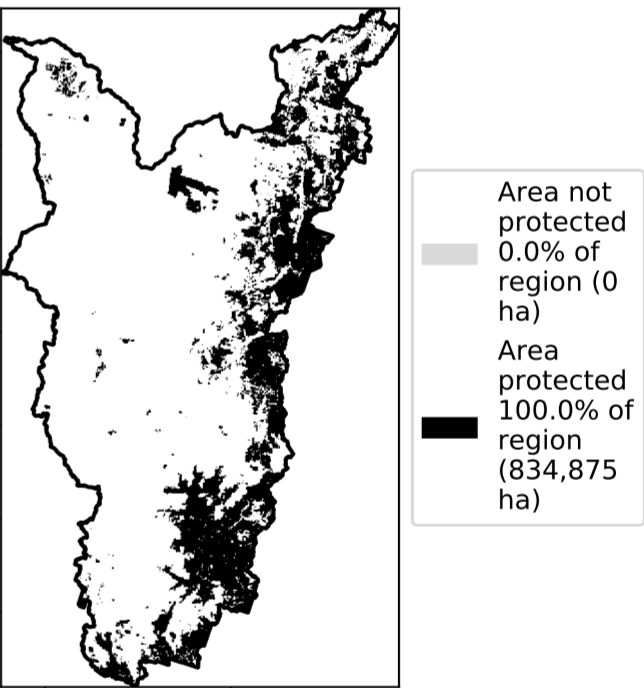 Area not
protected
0.0% of
region (0
ha)
Area
protected
100.0% of
region
(834,875
ha)